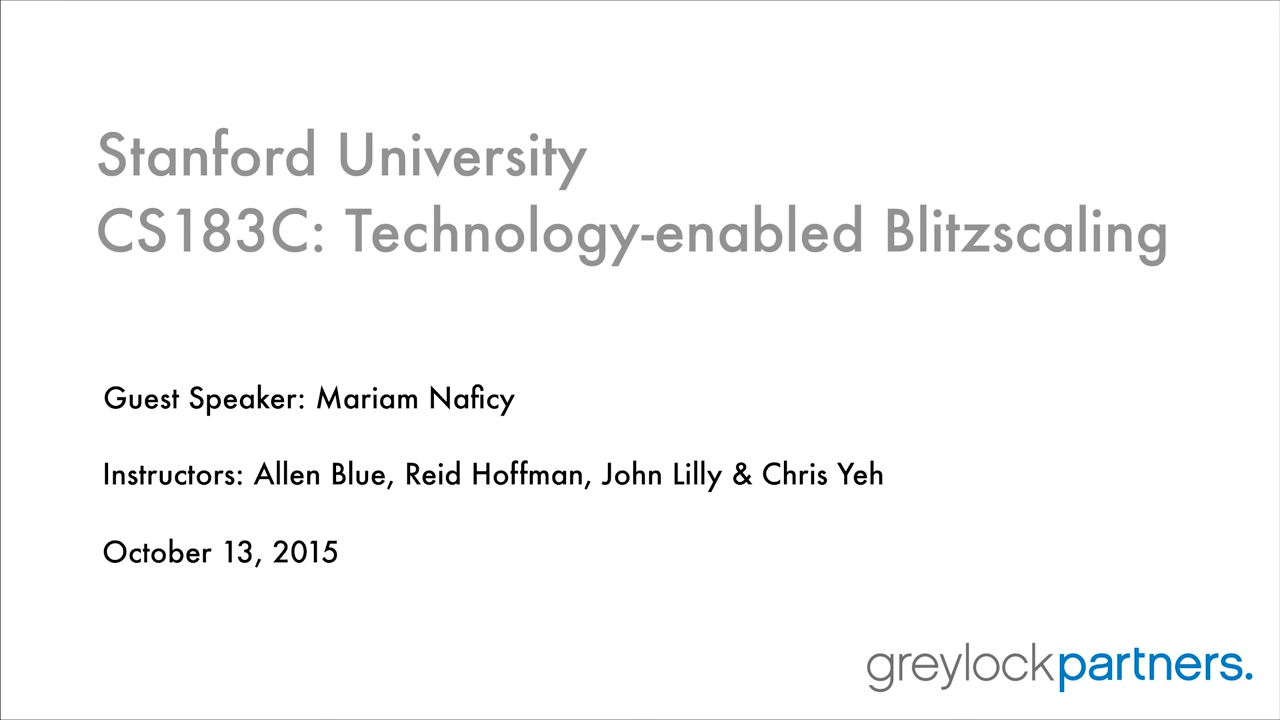 Stanford University
CS183C: Technology-enabled Blitzscaling
Guest Speaker: Mariam Naficy
Instructors: Allen Blue, Reid Hoffman, John Lilly & Chris Yeh
October 13, 2015
greylockpartners.